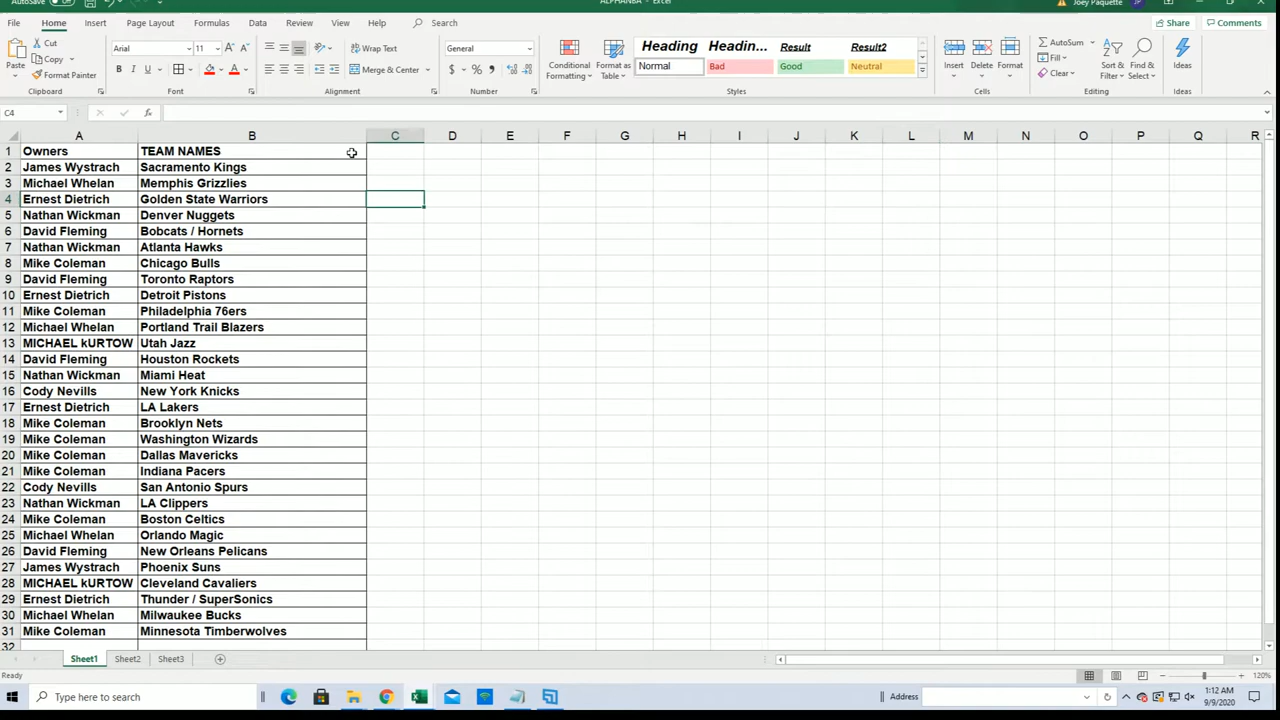 AutoSave Off ALPHANBA - Excel Joey Paquette JP
File Home Insert Page Layout Formulas Data Review View Help Search Share Comments
Paste Cut Copy Format Painter Clipboard
Arial 11 B I U A A Font
Wrap Text Merge & Center Alignment
General $ % Number
Conditional Formatting Format as Table
Heading Headin... Result Result2
Normal Bad Good Neutral
Styles
Insert Delete Format Cells
AutoSum Fill Clear Sort & Filter Find & Select Editing
Ideas Ideas
C4 fx
A B C D E F G H I J K L M N O P Q R
1 Owners TEAM NAMES
2 James Wystrach Sacramento Kings
3 Michael Whelan Memphis Grizzlies
4 Ernest Dietrich Golden State Warriors
5 Nathan Wickman Denver Nuggets
6 David Fleming Bobcats / Hornets
7 Nathan Wickman Atlanta Hawks
8 Mike Coleman Chicago Bulls
9 David Fleming Toronto Raptors
10 Ernest Dietrich Detroit Pistons
11 Mike Coleman Philadelphia 76ers
12 Michael Whelan Portland Trail Blazers
13 MICHAEL kURTOW Utah Jazz
14 David Fleming Houston Rockets
15 Nathan Wickman Miami Heat
16 Cody Nevills New York Knicks
17 Ernest Dietrich LA Lakers
18 Mike Coleman Brooklyn Nets
19 Mike Coleman Washington Wizards
20 Mike Coleman Dallas Mavericks
21 Mike Coleman Indiana Pacers
22 Cody Nevills San Antonio Spurs
23 Nathan Wickman LA Clippers
24 Mike Coleman Boston Celtics
25 Michael Whelan Orlando Magic
26 David Fleming New Orleans Pelicans
27 James Wystrach Phoenix Suns
28 MICHAEL kURTOW Cleveland Cavaliers
29 Ernest Dietrich Thunder / SuperSonics
30 Michael Whelan Milwaukee Bucks
31 Mike Coleman Minnesota Timberwolves
32
Sheet1 Sheet2 Sheet3
Ready 120%
Type here to search Address 1:12 AM
9/9/2020